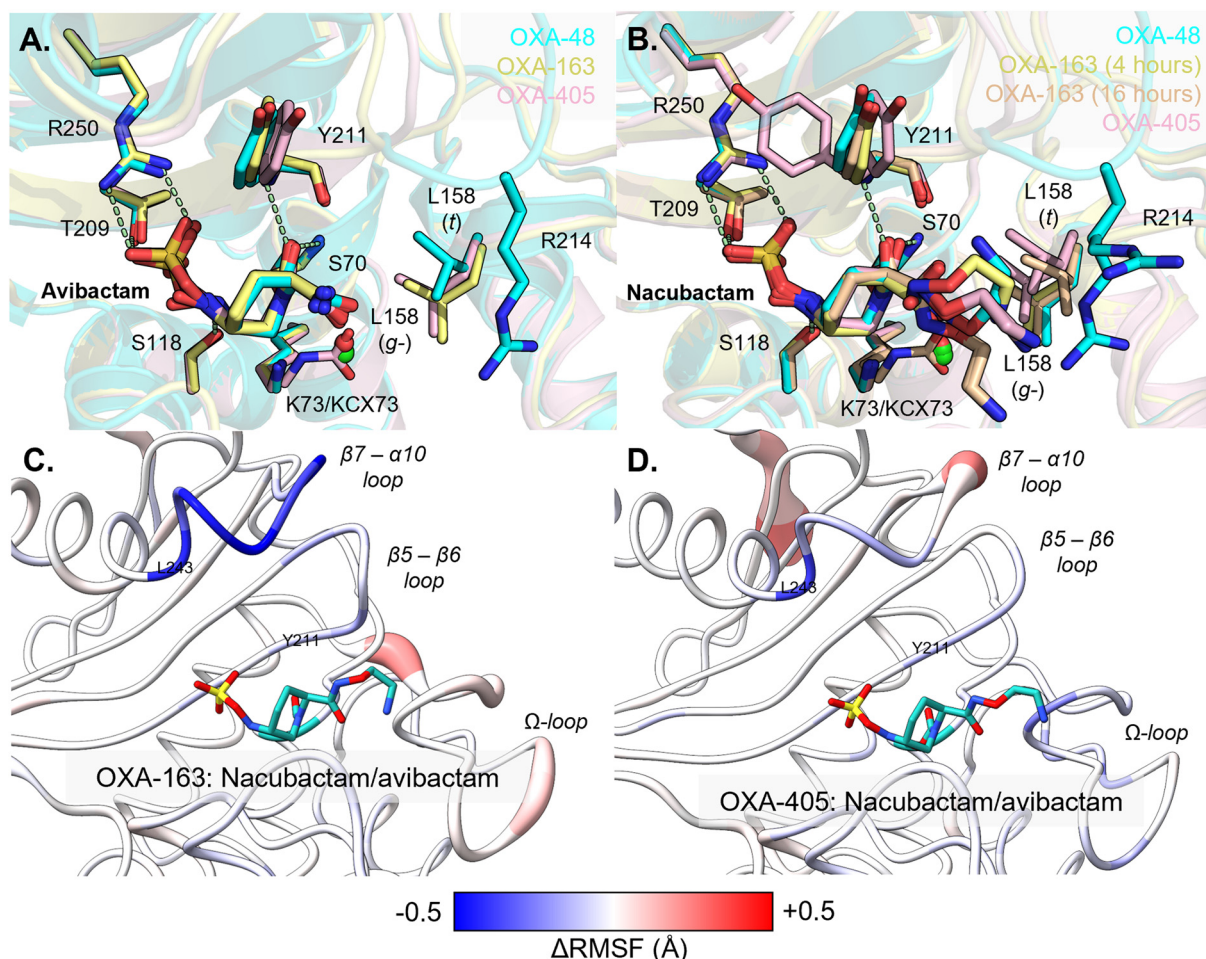 A.
OXA-48
OXA-163
OXA-405
R250
Y211
T209
L158
(t)
R214
S70
Avibactam
L158
(g-)
S118
K73/KCX73
B.
OXA-48
OXA-163 (4 hours)
OXA-163 (16 hours)
OXA-405
R250
Y211
T209
L158
(t)
R214
S70
Nacubactam
S118
L158
(g-)
K73/KCX73
C.
β7 – α10
loop
β5 – β6
loop
L243
Y211
Ω-loop
OXA-163: Nacubactam/avibactam
D.
β7 – α10
loop
β5 – β6
loop
L243
Y211
Ω-loop
OXA-405: Nacubactam/avibactam
-0.5
+0.5
ΔRMSF (Å)